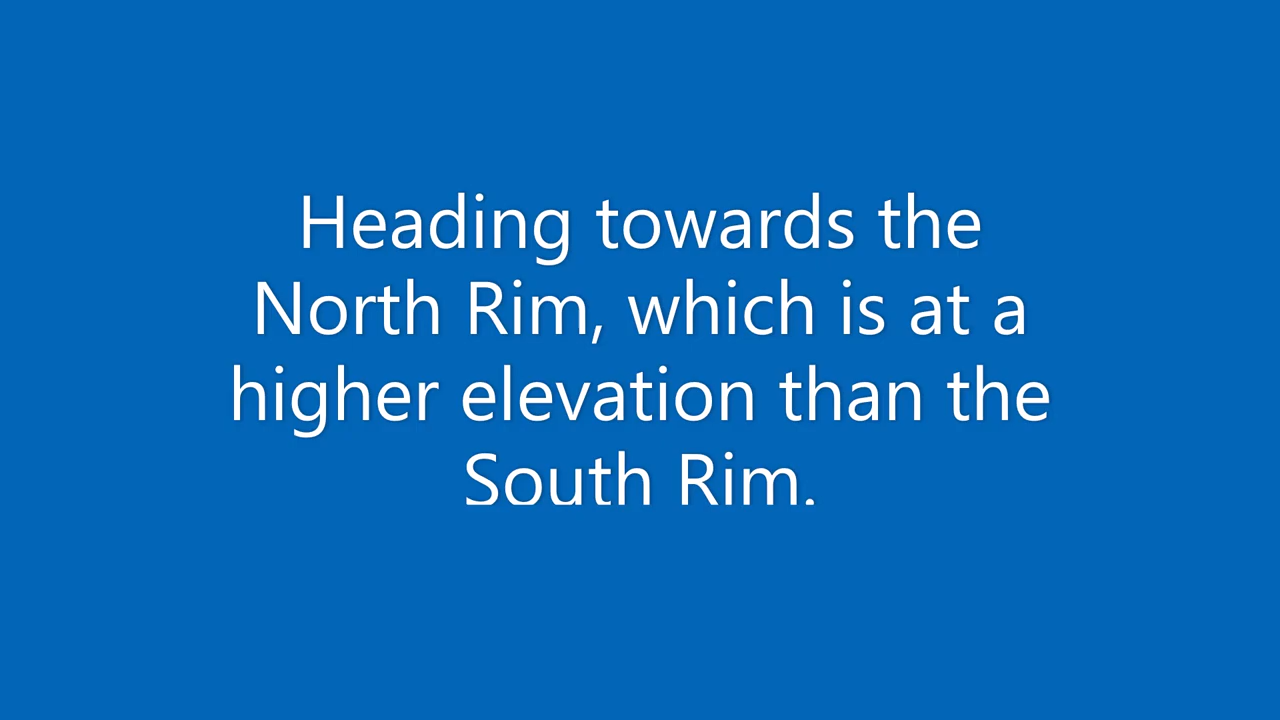 Heading towards the
North Rim, which is at a
higher elevation than the
South Rim.